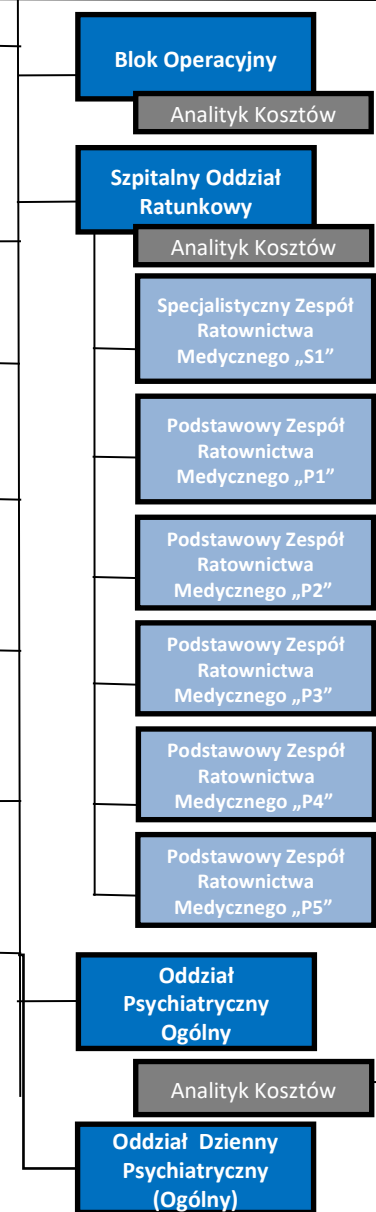 Blok Operacyjny
Analityk Kosztów
Szpitalny Oddział
Ratunkowy
Analityk Kosztów
Specjalistyczny Zespół
Ratownictwa
Medycznego „S1”
Podstawowy Zespół
Ratownictwa
Medycznego „P1”
Podstawowy Zespół
Ratownictwa
Medycznego „P2”
Podstawowy Zespół
Ratownictwa
Medycznego „P3”
Podstawowy Zespół
Ratownictwa
Medycznego „P4”
Podstawowy Zespół
Ratownictwa
Medycznego „P5”
Oddział
Psychiatryczny
Ogólny
Analityk Kosztów
Oddział Dzienny
Psychiatryczny
(Ogólny)